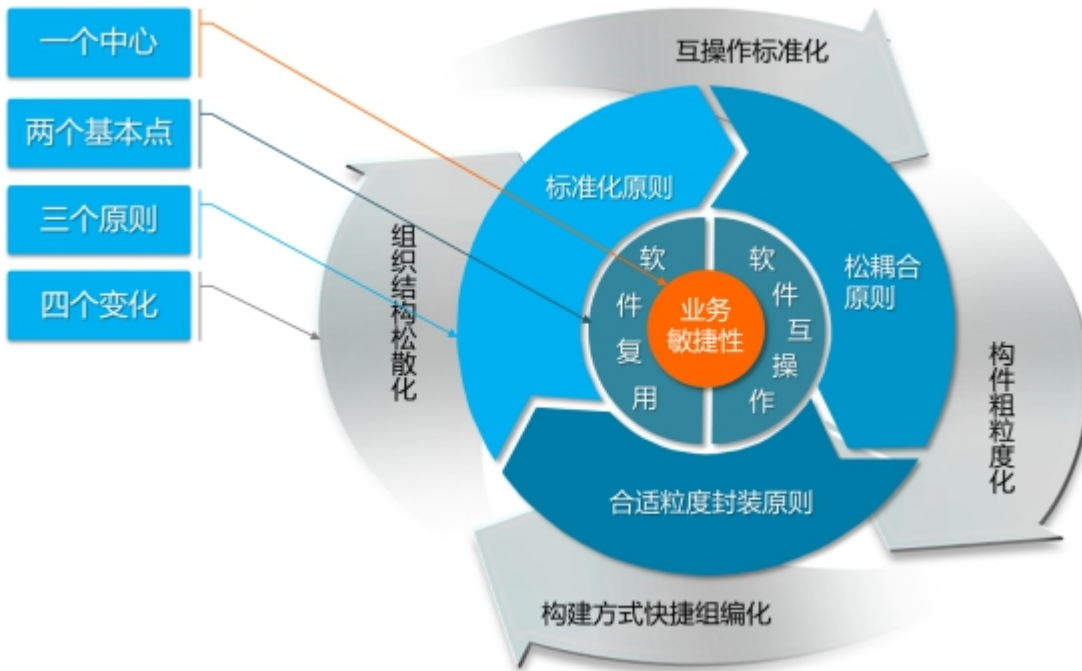 一个中心
两个基本点
三个原则
四个变化
互操作标准化
标准化原则
松耦合
原则
组织结构松散化
软件复用
业务
敏捷性
软件互操作
构件粗粒度化
合适粒度封装原则
构建方式快捷组编化